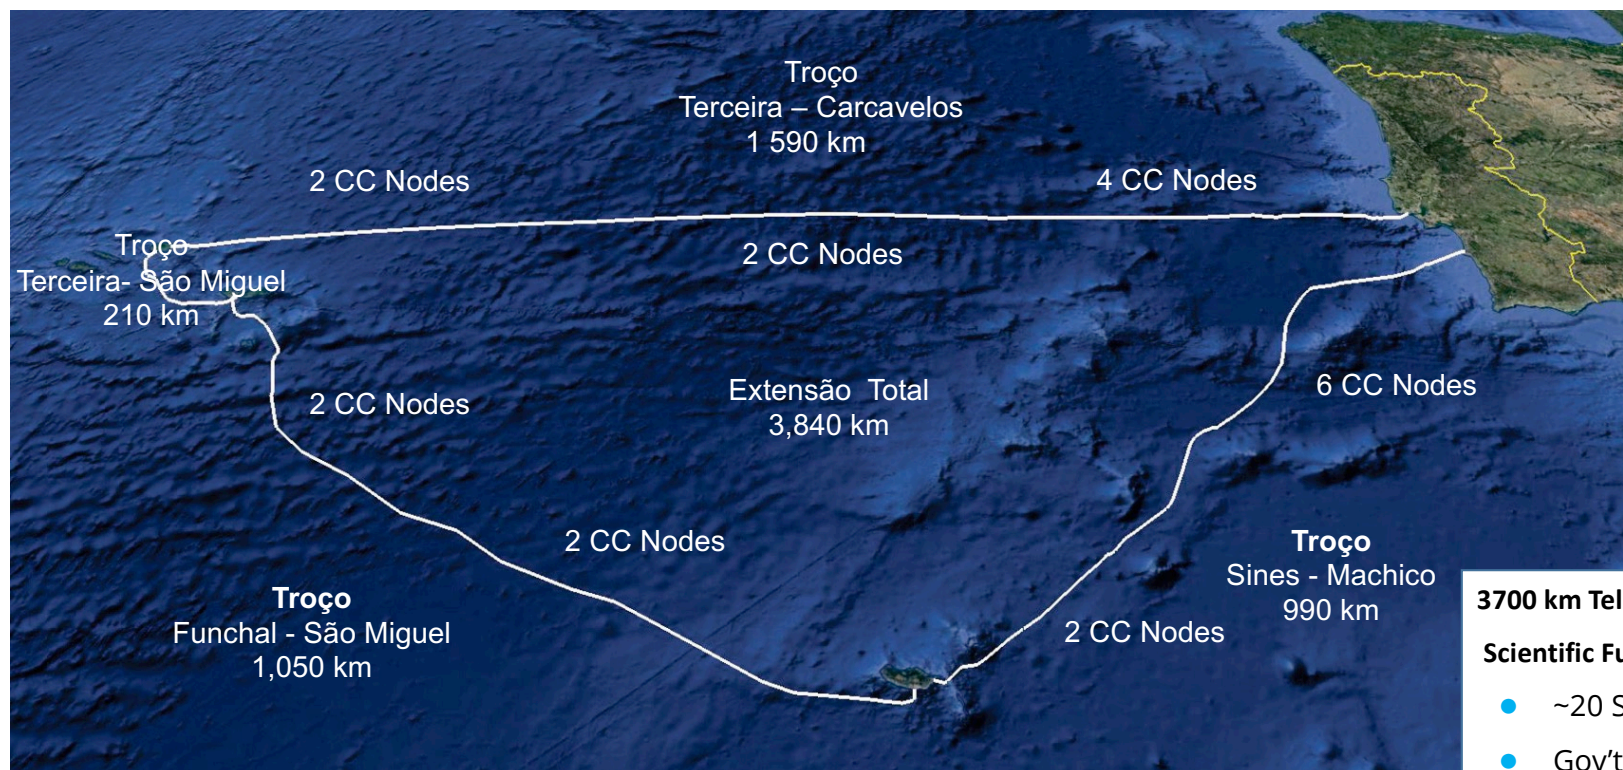 Troço
Terceira – Carcavelos
1 590 km
2 CC Nodes
4 CC Nodes
2 CC Nodes
Troço
Terceira- São Miguel
210 km
2 CC Nodes
Extensão Total
3,840 km
6 CC Nodes
2 CC Nodes
Troço
Sines - Machico
990 km
Troço
Funchal - São Miguel
1,050 km
2 CC Nodes
3700 km Tel
Scientific Fu
~20 S
Gov't